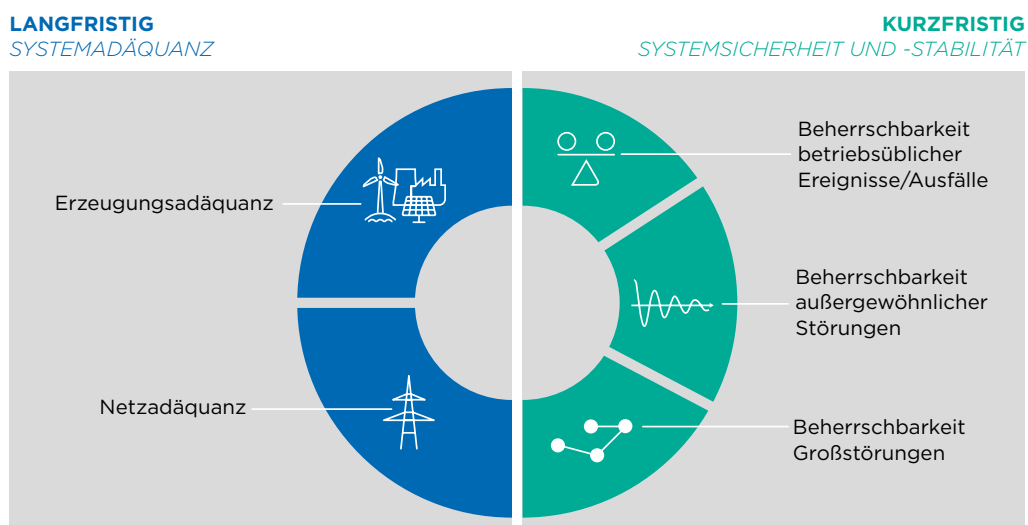 LANGFRISTIG
SYSTEMADÄQUANZ
KURZFRISTIG
SYSTEMSICHERHEIT UND -STABILITÄT
Erzeugungsadäquanz
Netzadäquanz
Beherrschbarkeit
betriebsüblicher
Ereignisse/Ausfälle
Beherrschbarkeit
außergewöhnlicher
Störungen
Beherrschbarkeit
Großstörungen